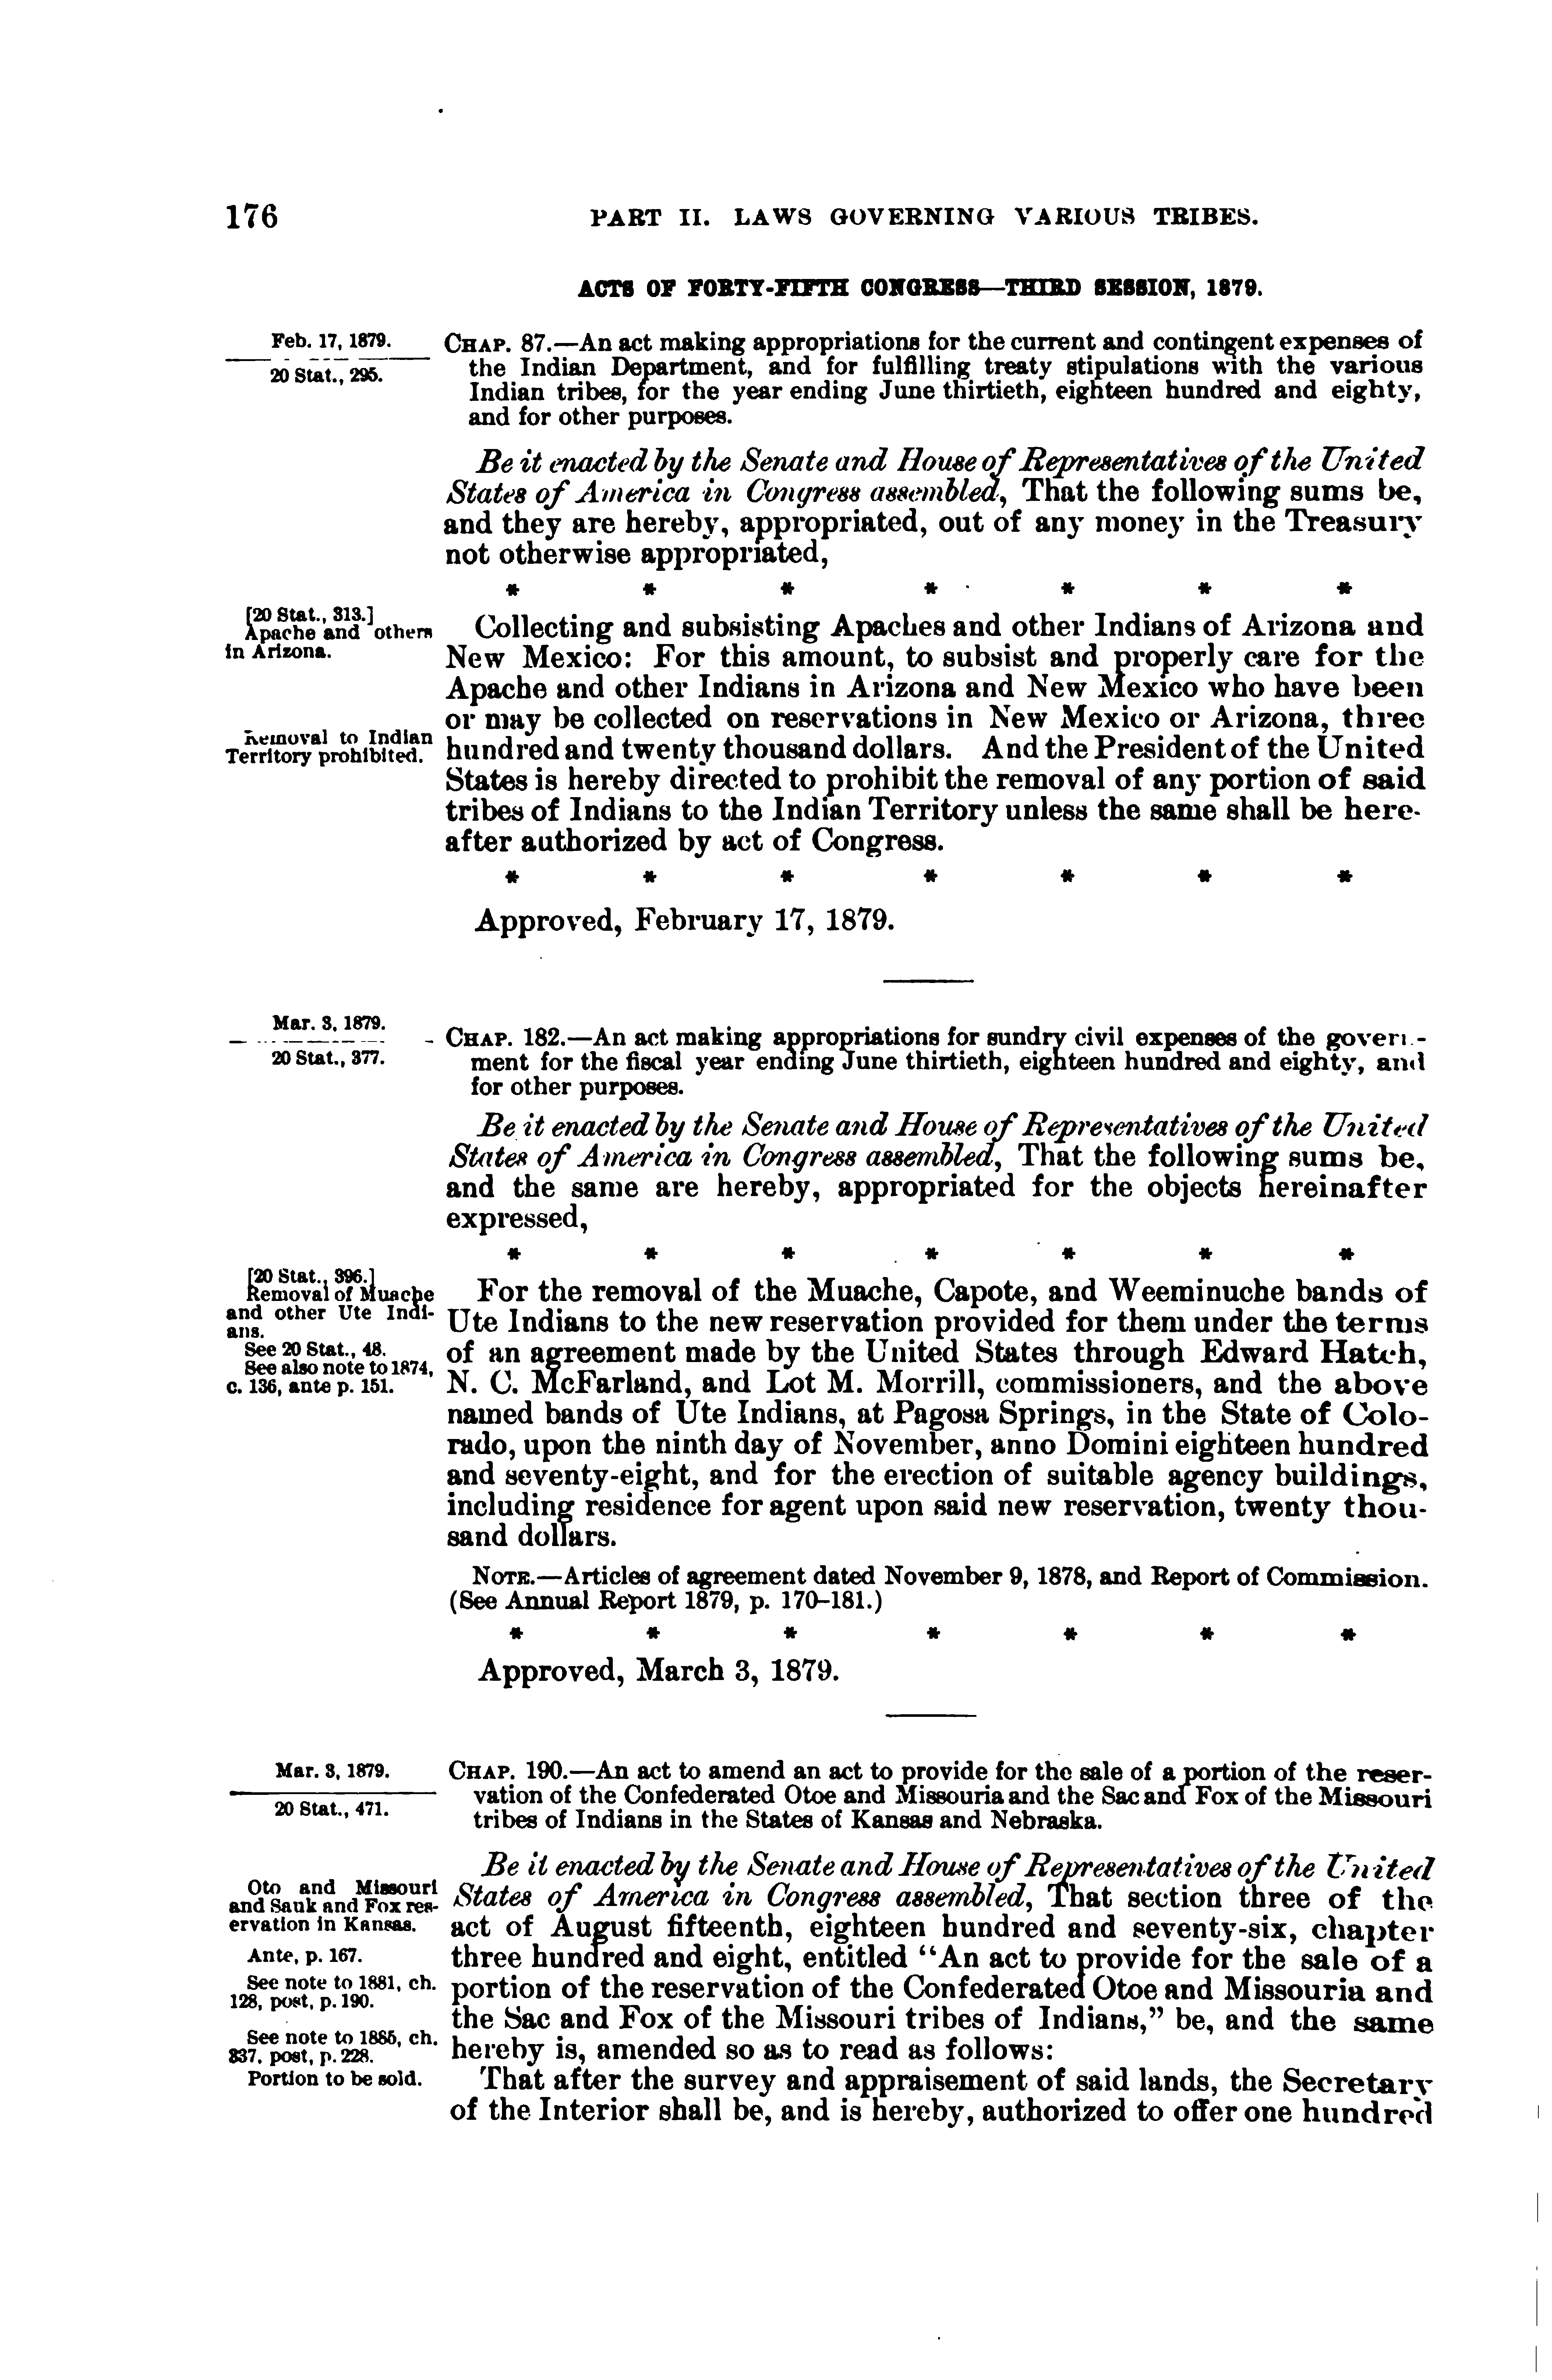 176
PART II. LAWS GOVERNING VARIOUS TRIBES.
ACTS OF FORTY-FIFTH CONGRESS—THIRD SESSION, 1879.
Feb. 17, 1879.
20 Stat., 295.
CHAP. 87.—An act making appropriations for the current and contingent expenses of
the Indian Department, and for fulfilling treaty stipulations with the various
Indian tribes, for the year ending June thirtieth, eighteen hundred and eighty,
and for other purposes.
Be it enacted by the Senate and House of Representatives of the United
States of America in Congress assembled, That the following sums be,
and they are hereby, appropriated, out of any money in the Treasury
not otherwise appropriated,
* * * * * * *
[20 Stat., 313.]
Apache and others
in Arizona.
Collecting and subsisting Apaches and other Indians of Arizona and
New Mexico: For this amount, to subsist and properly care for the
Apache and other Indians in Arizona and New Mexico who have been
or may be collected on reservations in New Mexico or Arizona, three
Removal to Indian
Territory prohibited.
hundred and twenty thousand dollars. And the President of the United
States is hereby directed to prohibit the removal of any portion of said
tribes of Indians to the Indian Territory unless the same shall be here-
after authorized by act of Congress.
* * * * * * *
Approved, February 17, 1879.
Mar. 3, 1879.
20 Stat., 377.
CHAP. 182.—An act making appropriations for sundry civil expenses of the govern-
ment for the fiscal year ending June thirtieth, eighteen hundred and eighty, and
for other purposes.
Be it enacted by the Senate and House of Representatives of the United
States of America in Congress assembled, That the following sums be,
and the same are hereby, appropriated for the objects hereinafter
expressed,
* * * * * * *
[20 Stat., 396.]
Removal of Muache
and other Ute Indi-
ans.
See 20 Stat., 48.
See also note to 1874,
c. 136, ante p. 151.
For the removal of the Muache, Capote, and Weeminuche bands of
Ute Indians to the new reservation provided for them under the terms
of an agreement made by the United States through Edward Hatch,
N. C. McFarland, and Lot M. Morrill, commissioners, and the above
named bands of Ute Indians, at Pagosa Springs, in the State of Colo-
rado, upon the ninth day of November, anno Domini eighteen hundred
and seventy-eight, and for the erection of suitable agency buildings,
including residence for agent upon said new reservation, twenty thou-
sand dollars.
NOTE.—Articles of agreement dated November 9, 1878, and Report of Commission.
(See Annual Report 1879, p. 170-181.)
* * * * * * *
Approved, March 3, 1879.
Mar. 3, 1879.
20 Stat., 471.
CHAP. 190.—An act to amend an act to provide for the sale of a portion of the reser-
vation of the Confederated Otoe and Missouria and the Sac and Fox of the Missouri
tribes of Indians in the States of Kansas and Nebraska.
Oto and Missouri
and Sauk and Fox res-
ervation in Kansas.
Ante, p. 167.
See note to 1881, ch.
128, post, p. 190.
See note to 1885, ch.
337, post, p. 228.
Portion to be sold.
Be it enacted by the Senate and House of Representatives of the United
States of America in Congress assembled, That section three of the
act of August fifteenth, eighteen hundred and seventy-six, chapter
three hundred and eight, entitled “An act to provide for the sale of a
portion of the reservation of the Confederated Otoe and Missouria and
the Sac and Fox of the Missouri tribes of Indians,” be, and the same
hereby is, amended so as to read as follows:
That after the survey and appraisement of said lands, the Secretary
of the Interior shall be, and is hereby, authorized to offer one hundred